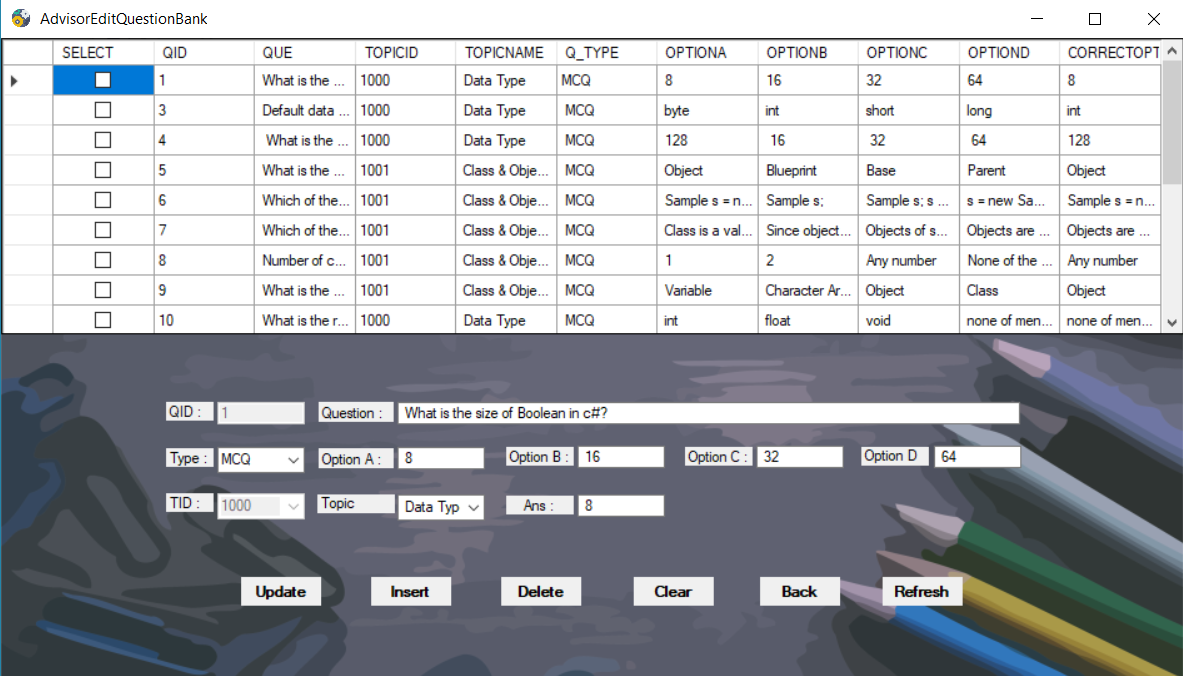 AdvisorEditQuestionBank
SELECT QID QUE TOPICID TOPICNAME Q_TYPE OPTIONA OPTIONB OPTIONC OPTIOND CORRECTOPT
1 What is the ... 1000 Data Type MCQ 8 16 32 64 8
3 Default data ... 1000 Data Type MCQ byte int short long int
4 What is the ... 1000 Data Type MCQ 128 16 32 64 128
5 What is the ... 1001 Class & Obje... MCQ Object Blueprint Base Parent Object
6 Which of the... 1001 Class & Obje... MCQ Sample s = n... Sample s; Sample s; s ... s = new Sa... Sample s = n...
7 Which of the... 1001 Class & Obje... MCQ Class is a val... Since object... Objects of s... Objects are ... Objects are ...
8 Number of c... 1001 Class & Obje... MCQ 1 2 Any number None of the ... Any number
9 What is the ... 1001 Class & Obje... MCQ Variable Character Ar... Object Class Object
10 What is the r... 1000 Data Type MCQ int float void none of men... none of men...
QID : 1 Question : What is the size of Boolean in c#?
Type : MCQ Option A : 8 Option B : 16 Option C : 32 Option D 64
TID : 1000 Topic Data Typ Ans : 8
Update Insert Delete Clear Back Refresh